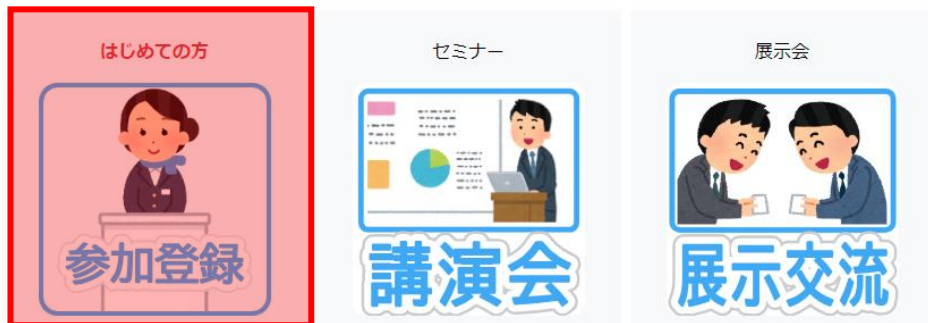 はじめての方
セミナー
展示会
参加登録
講演会
展示交流